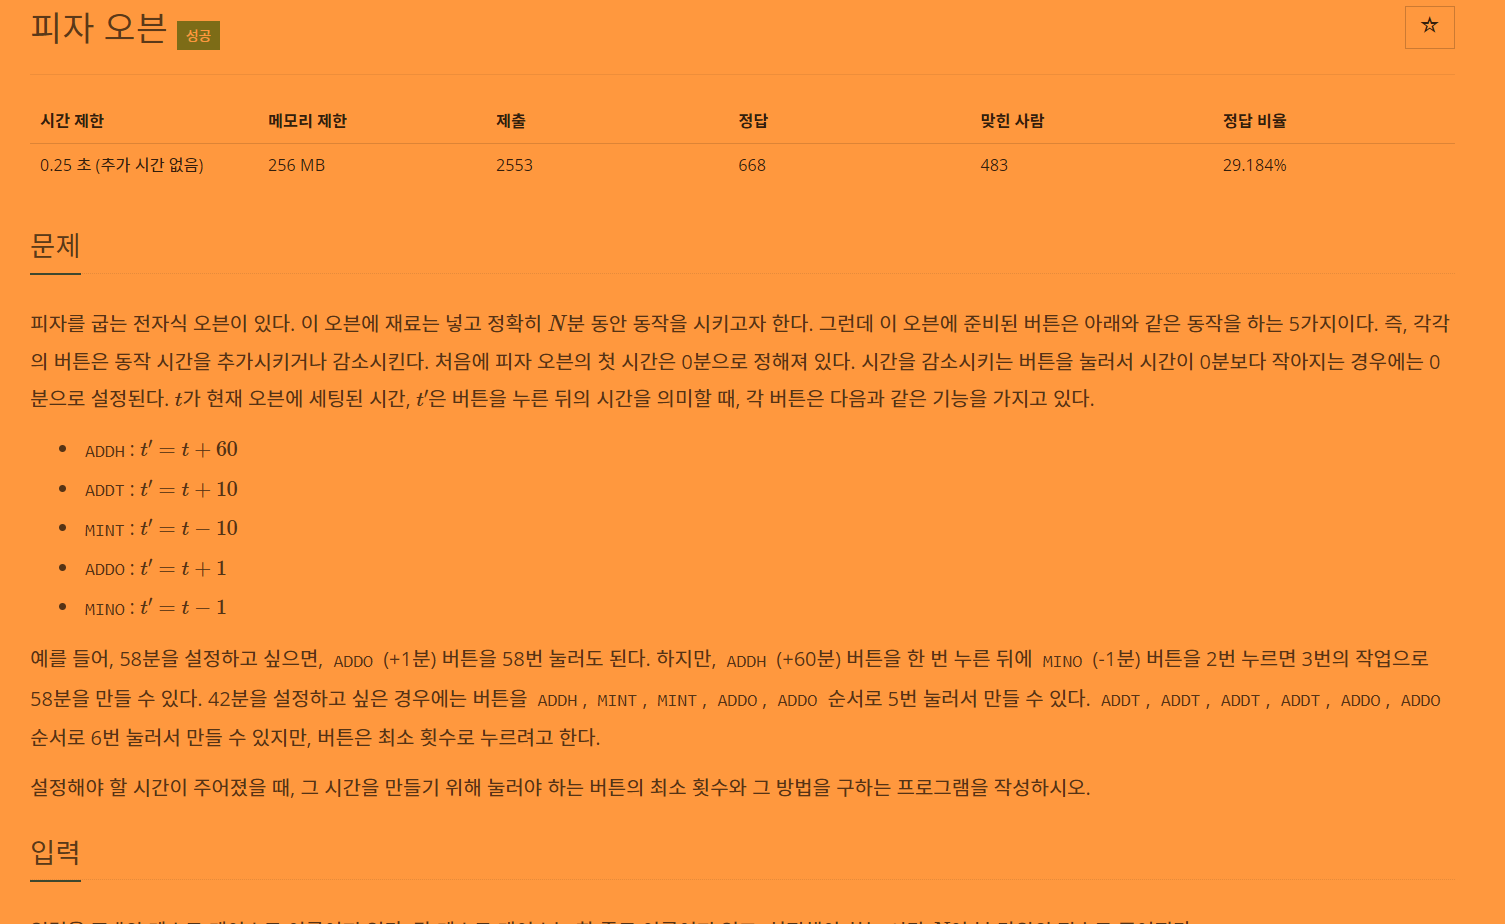 피자 오븐 성공
☆
시간 제한 메모리 제한 제출 정답 맞힌 사람 정답 비율
0.25 초 (추가 시간 없음) 256 MB 2553 668 483 29.184%
문제
피자를 굽는 전자식 오븐이 있다. 이 오븐에 재료는 넣고 정확히 N분 동안 동작을 시키고자 한다. 그런데 이 오븐에 준비된 버튼은 아래와 같은 동작을 하는 5가지이다. 즉, 각각
의 버튼은 동작 시간을 추가시키거나 감소시킨다. 처음에 피자 오븐의 첫 시간은 0분으로 정해져 있다. 시간을 감소시키는 버튼을 눌러서 시간이 0분보다 작아지는 경우에는 0
분으로 설정된다. t가 현재 오븐에 세팅된 시간, t′은 버튼을 누른 뒤의 시간을 의미할 때, 각 버튼은 다음과 같은 기능을 가지고 있다.
• ADDH : t′ = t + 60
• ADDT : t′ = t + 10
• MINT : t′ = t − 10
• ADDO : t′ = t + 1
• MINO : t′ = t − 1
예를 들어, 58분을 설정하고 싶으면, ADDO (+1분) 버튼을 58번 눌러도 된다. 하지만, ADDH (+60분) 버튼을 한 번 누른 뒤에 MINO (-1분) 버튼을 2번 누르면 3번의 작업으로
58분을 만들 수 있다. 42분을 설정하고 싶은 경우에는 버튼을 ADDH , MINT , MINT , ADDO , ADDO 순서로 5번 눌러서 만들 수 있다. ADDT , ADDT , ADDT , ADDT , ADDO , ADDO
순서로 6번 눌러서 만들 수 있지만, 버튼은 최소 횟수로 누르려고 한다.
설정해야 할 시간이 주어졌을 때, 그 시간을 만들기 위해 눌러야 하는 버튼의 최소 횟수와 그 방법을 구하는 프로그램을 작성하시오.
입력